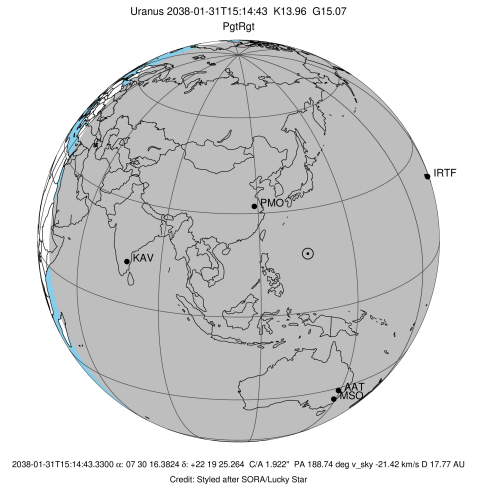 Uranus 2038-01-31T15:14:43 K13.96 G15.07
PgtRgt
IRTF
PMO
KAV
AAT
MSO
2038-01-31T15:14:43.3300 α: 07 30 16.3824 δ: +22 19 25.264 C/A 1.922" PA 188.74 deg v_sky -21.42 km/s D 17.77 AU
Credit: Styled after SORA/Lucky Star